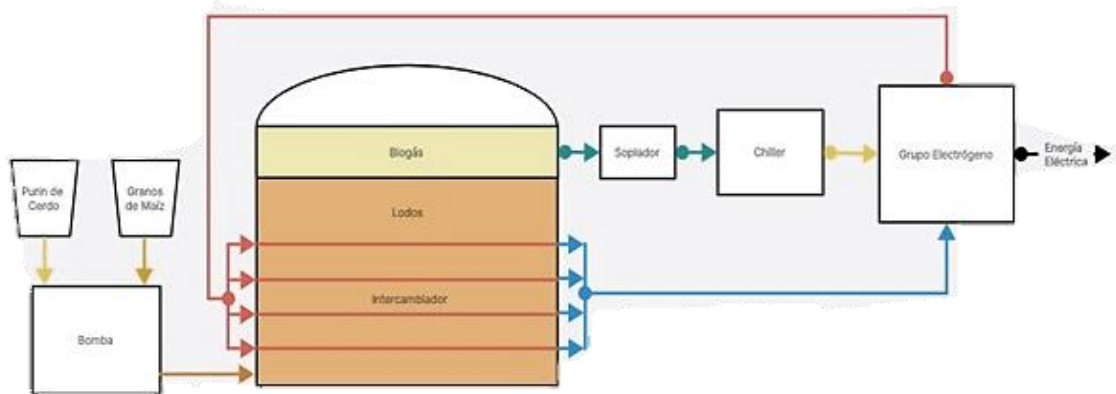 Biogás
Soplador
Chiller
Grupo Electrógeno
Energía
Eléctrica
Purín de
Cerdo
Granos
de Maíz
Lodos
Intercambiador
Bomba